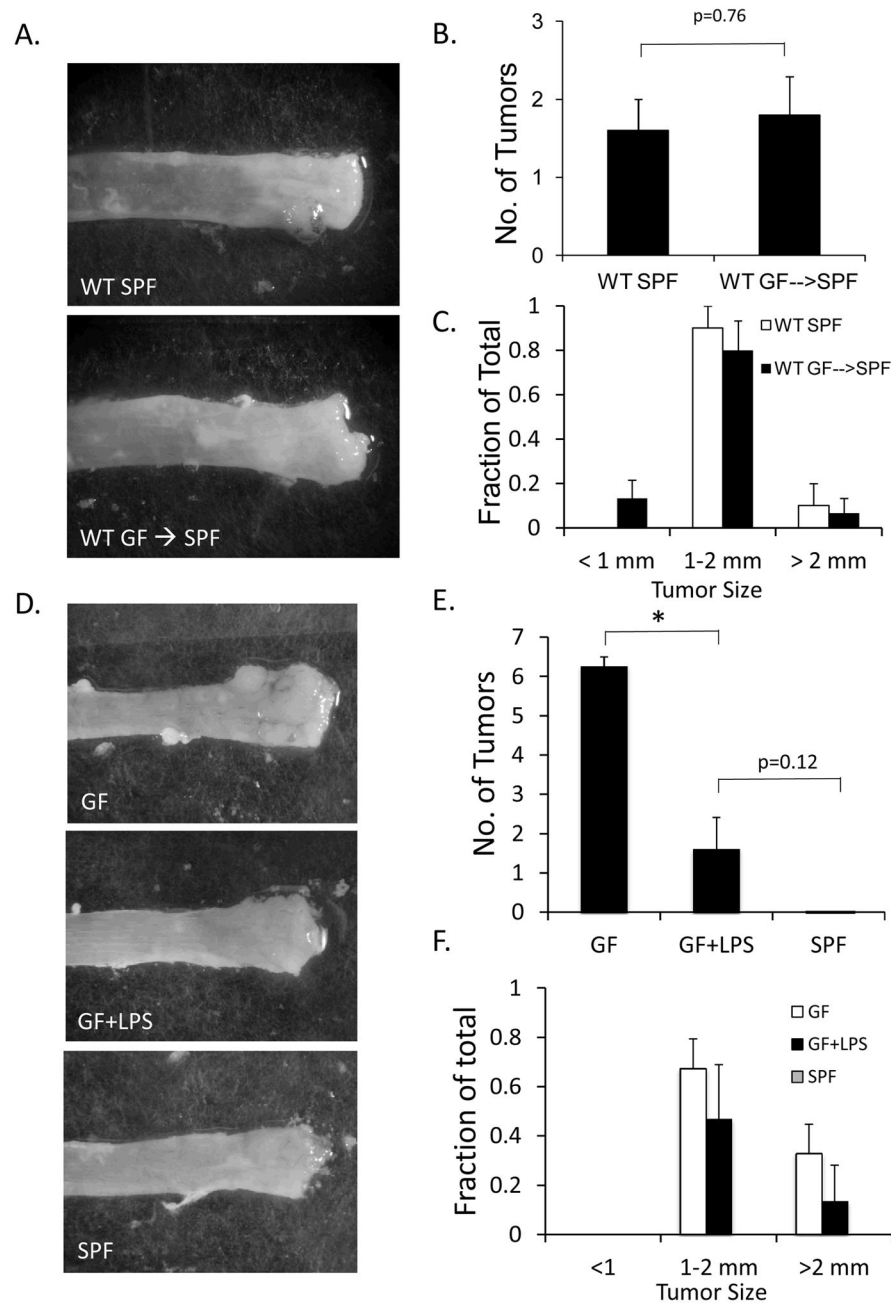 A.
WT SPF
WT GF → SPF
B.
p=0.76
3
2
1
0
No. of Tumors
WT SPF
WT GF-->SPF
C.
1
0.8
0.6
0.4
0.2
0
Fraction of Total
WT SPF
WT GF-->SPF
< 1 mm
1-2 mm
> 2 mm
Tumor Size
D.
GF
GF+LPS
SPF
E.
7
6
5
4
3
2
1
0
No. of Tumors
*
p=0.12
GF
GF+LPS
SPF
F.
1
0.8
0.6
0.4
0.2
0
Fraction of total
GF
GF+LPS
SPF
<1
1-2 mm
>2 mm
Tumor Size